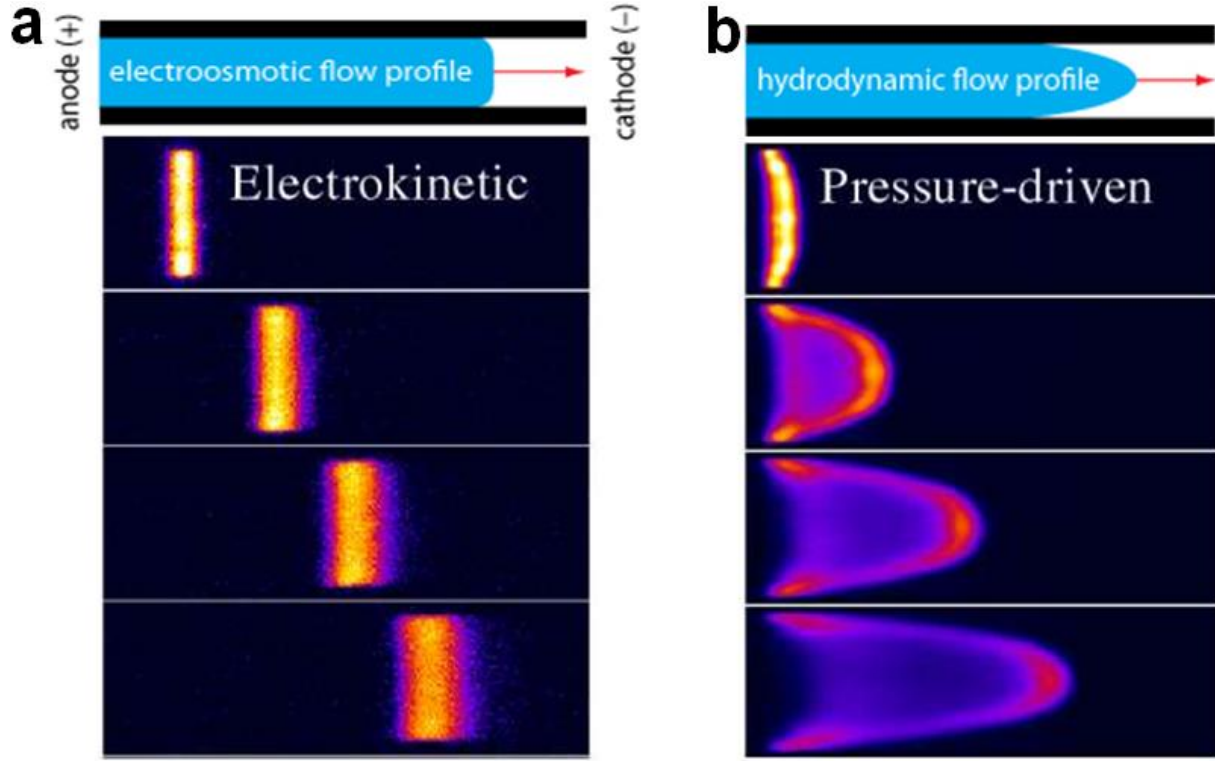 a
anode (+)
electroosmotic flow profile
cathode (−)
Electrokinetic
b
hydrodynamic flow profile
Pressure-driven